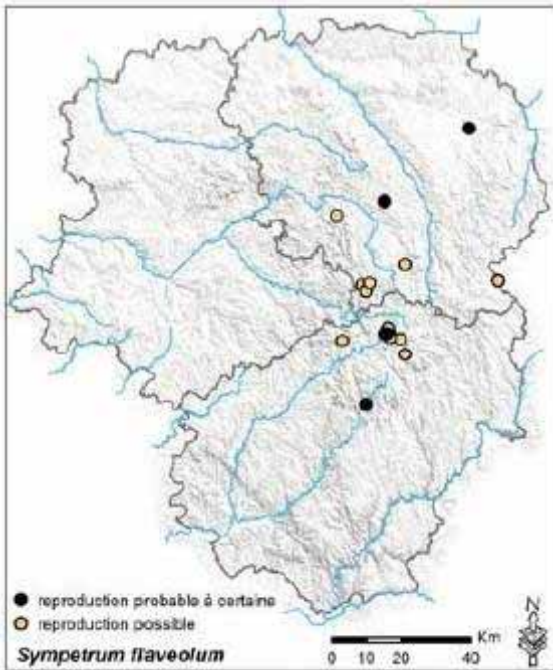 ● reproduction probable à certaine
○ reproduction possible
Sympetrum flaveolum
N
0 10 20 40 Km